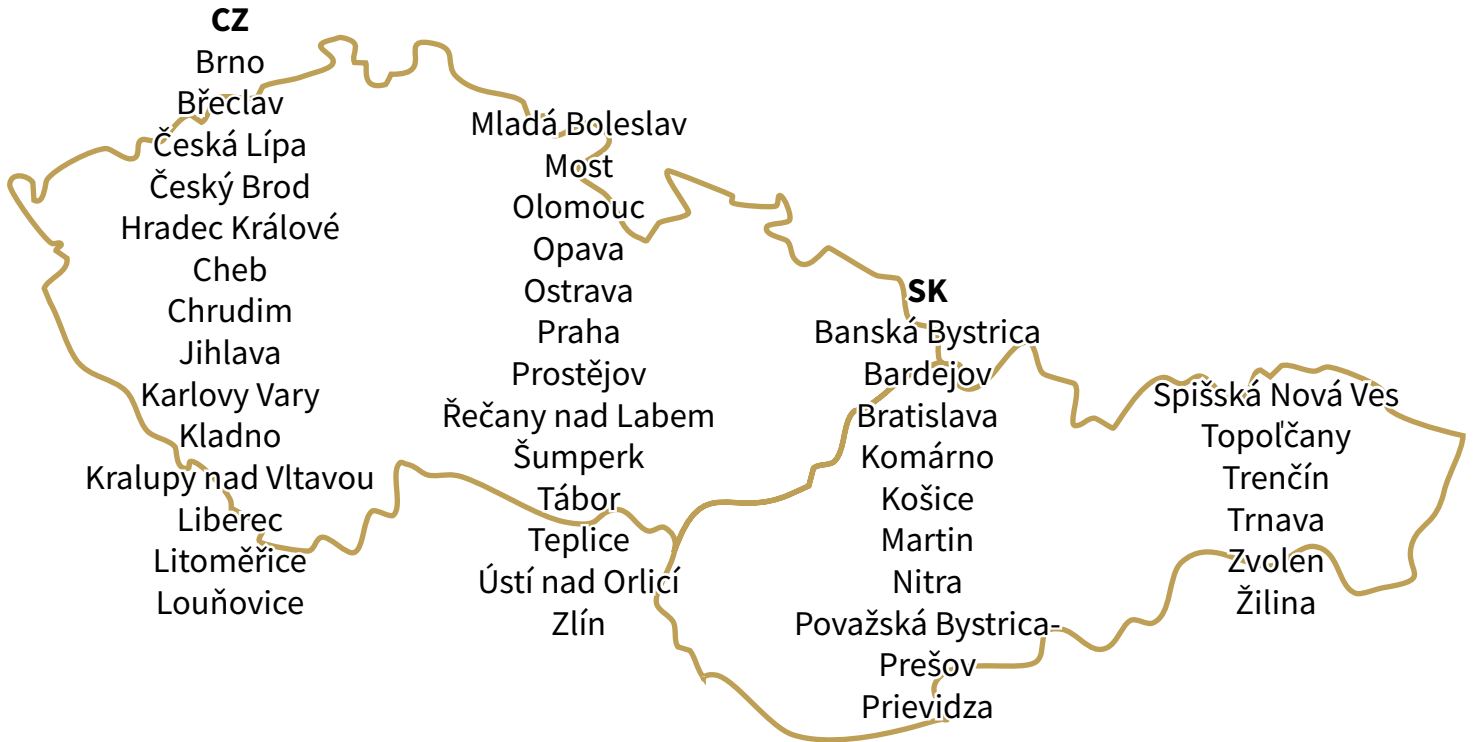 CZ
Brno
Břeclav
Česká Lípa
Český Brod
Hradec Králové
Cheb
Chrudim
Jihlava
Karlovy Vary
Kladno
Kralupy nad Vltavou
Liberec
Litoměřice
Louňovice
Mladá Boleslav
Most
Olomouc
Opava
Ostrava
Praha
Prostějov
Řečany nad Labem
Šumperk
Tábor
Teplice
Ústí nad Orlicí
Zlín
SK
Banská Bystrica
Bardejov
Bratislava
Komárno
Košice
Martin
Nitra
Považská Bystrica-
Prešov
Prievidza
Spišská Nová Ves
Topoľčany
Trenčín
Trnava
Zvolen
Žilina